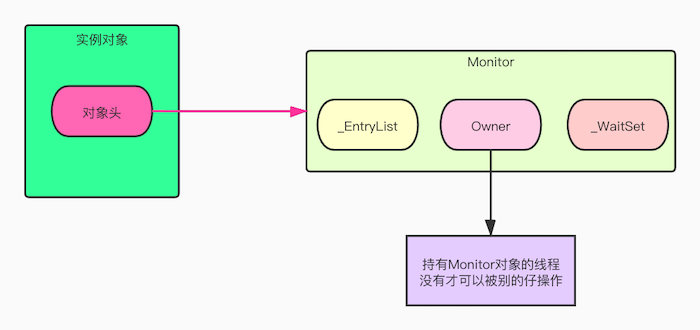 实例对象
对象头
Monitor
_EntryList
Owner
_WaitSet
持有Monitor对象的线程
没有才可以被别的仔操作